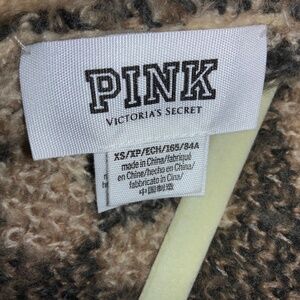 PINK
VICTORIA'S SECRET
XS/XP/ECH/165/84A
made in China/fabriqué
en Chine/hecho en China/
fabbricato in Cina/
中国制造